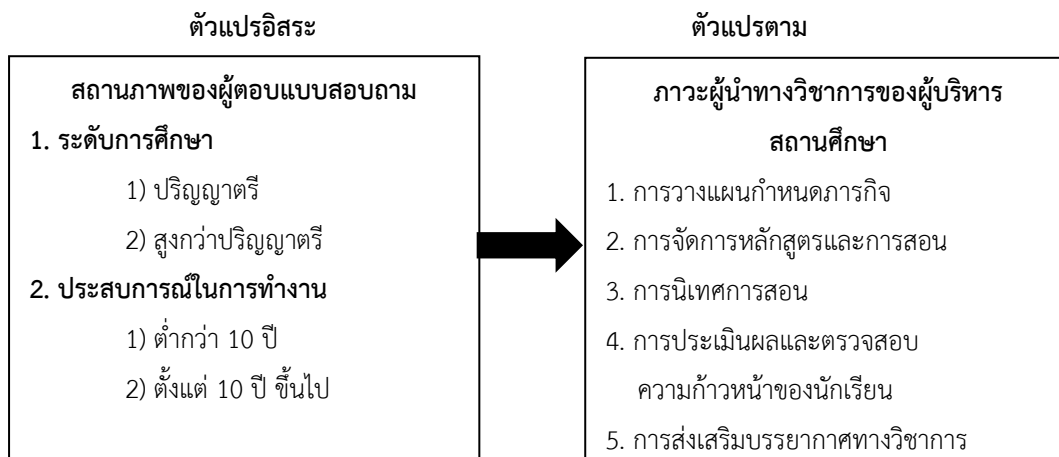 ตัวแปรอิสระ
สถานภาพของผู้ตอบแบบสอบถาม
1. ระดับการศึกษา
1) ปริญญาตรี
2) สูงกว่าปริญญาตรี
2. ประสบการณ์ในการทำงาน
1) ต่ำกว่า 10 ปี
2) ตั้งแต่ 10 ปี ขึ้นไป
ตัวแปรตาม
ภาวะผู้นำทางวิชาการของผู้บริหาร
สถานศึกษา
1. การวางแผนกำหนดภารกิจ
2. การจัดการหลักสูตรและการสอน
3. การนิเทศการสอน
4. การประเมินผลและตรวจสอบ
ความก้าวหน้าของนักเรียน
5. การส่งเสริมบรรยากาศทางวิชาการ